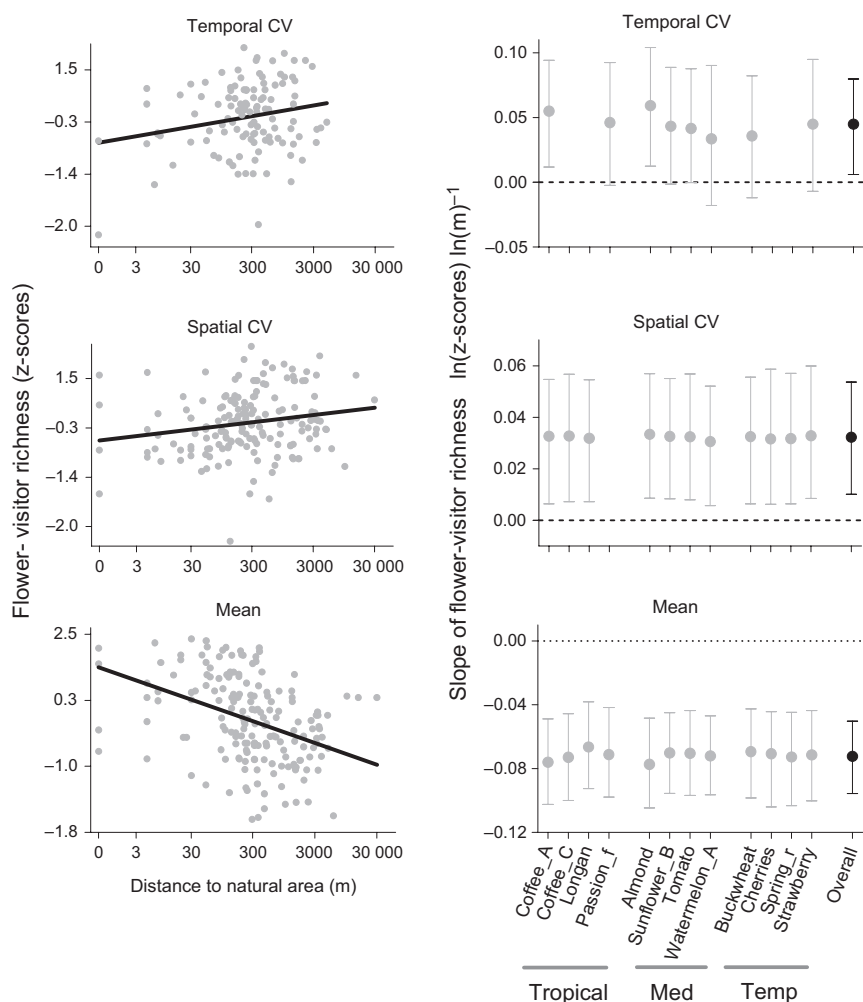 Temporal CV
1.5
–0.3
–1.4
–2.0
0 3 30 300 3000 30 000
Spatial CV
1.5
–0.3
–1.4
–2.0
0 3 30 300 3000 30 000
Mean
2.5
0.3
–1.0
–1.8
0 3 30 300 3000 30 000
Flower- visitor richness (z-scores)
Distance to natural area (m)
Temporal CV
0.10
0.05
0.00
–0.05
Spatial CV
0.06
0.04
0.02
0.00
Mean
0.00
–0.04
–0.08
–0.12
Slope of flower-visitor richness ln(z-scores) ln(m)⁻¹
Coffee_A
Coffee_C
Longan
Passion_f
Almond
Sunflower_B
Tomato
Watermelon_A
Buckwheat
Cherries
Spring_r
Strawberry
Overall
Tropical Med Temp